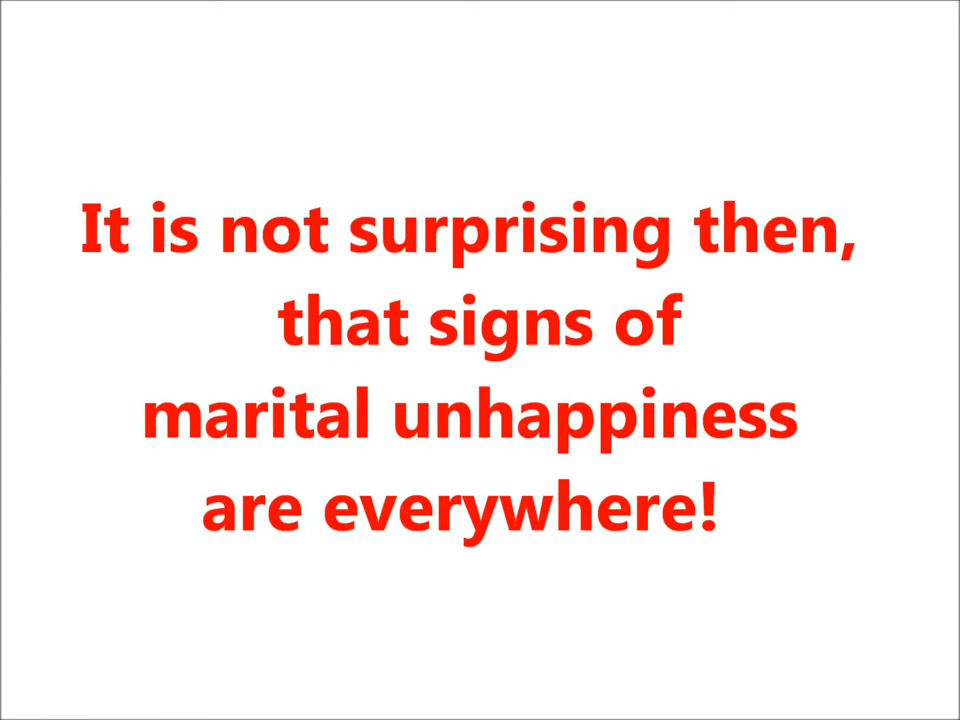 It is not surprising then,
that signs of
marital unhappiness
are everywhere!